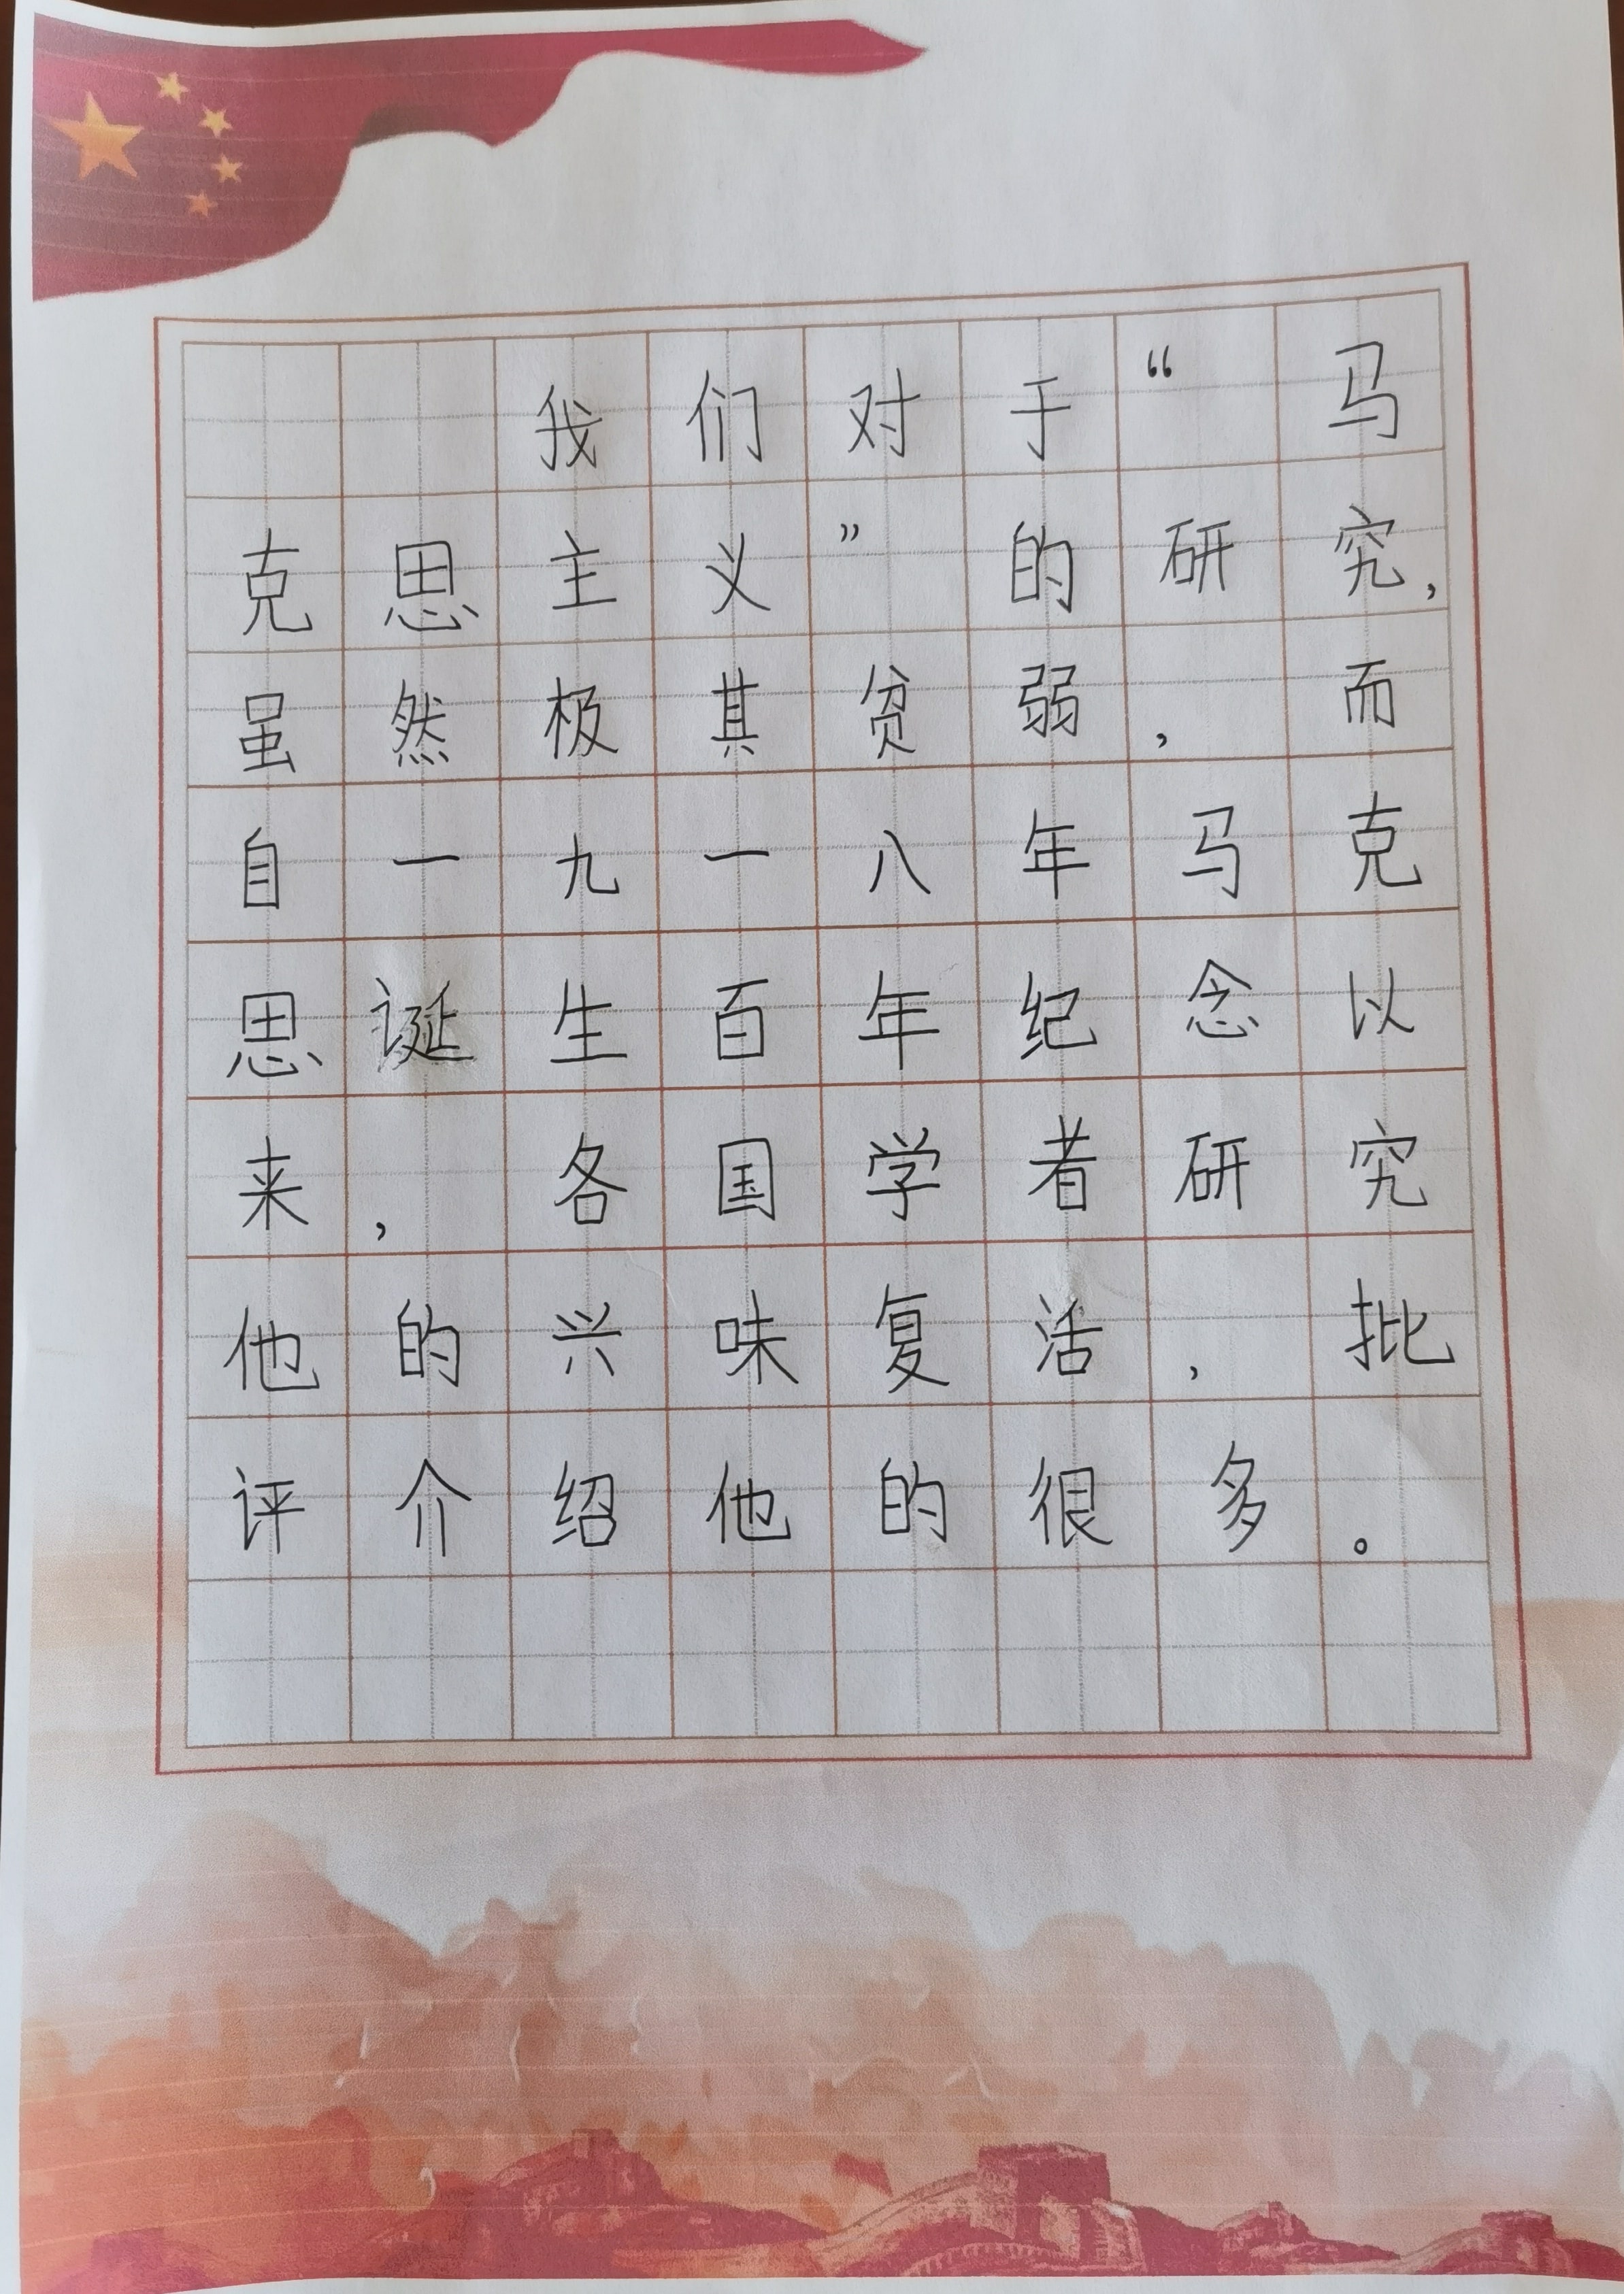 我们对于“马
克思主义”的研究，
虽然极其贫弱，而
自一九一八年马克
思诞生百年纪念以
来，各国学者研究
他的兴味复活，批
评介绍他的很多。